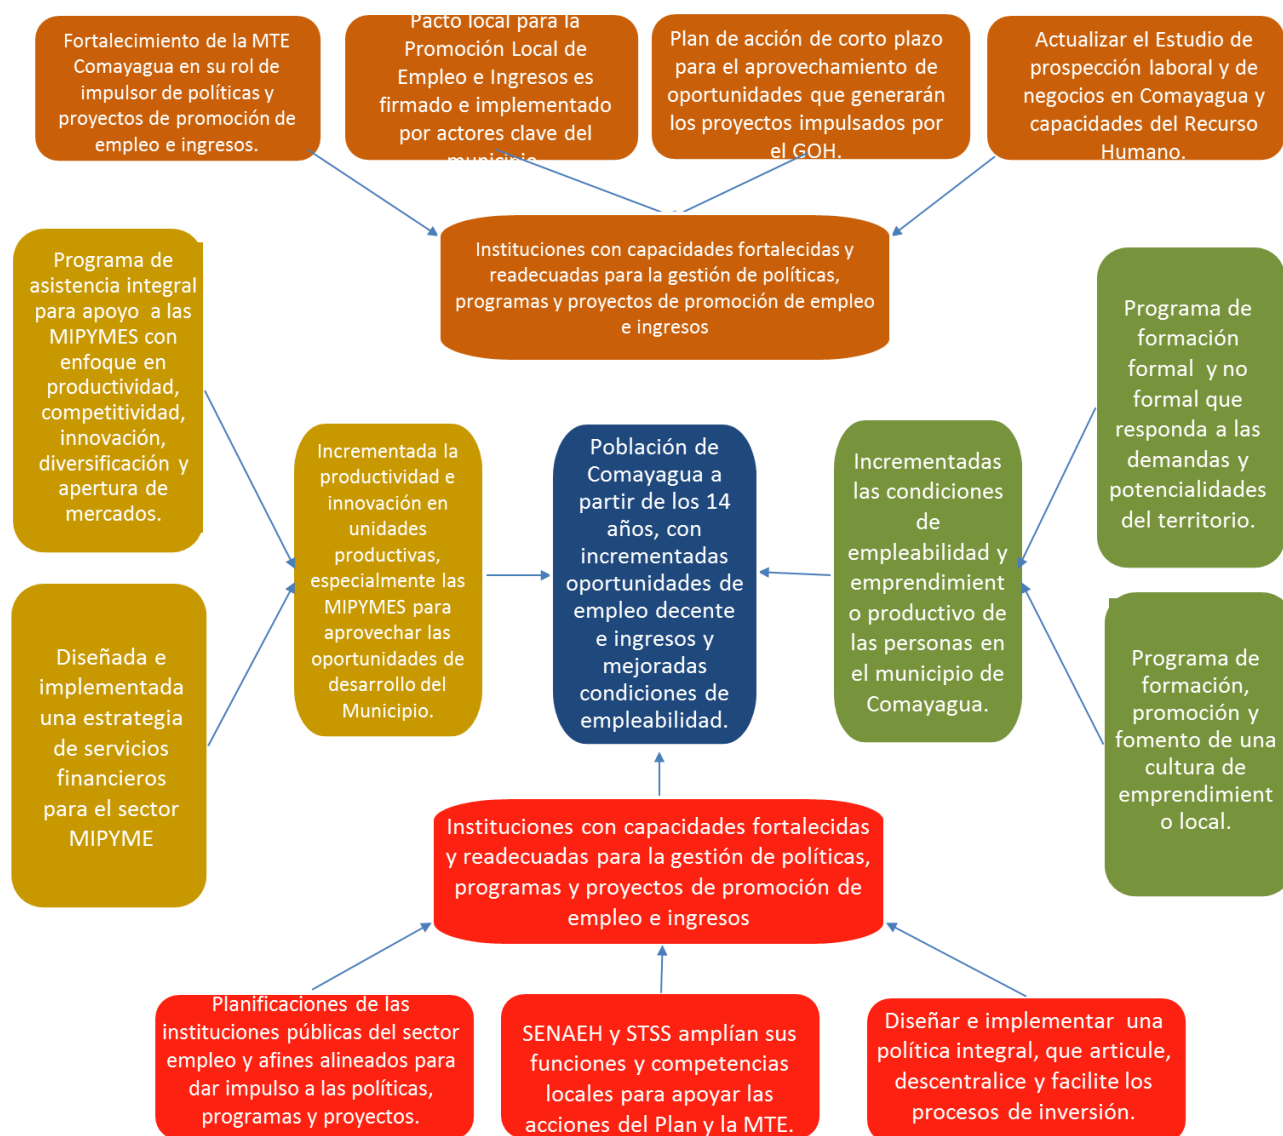 Fortalecimiento de la MTE
Comayagua en su rol de
impulsor de políticas y
proyectos de promoción de
empleo e ingresos.
Pacto local para la
Promoción Local de
Empleo e Ingresos es
firmado e implementado
por actores clave del
municipio
Plan de acción de corto plazo
para el aprovechamiento de
oportunidades que generarán
los proyectos impulsados por
el GOH.
Actualizar el Estudio de
prospección laboral y de
negocios en Comayagua y
capacidades del Recurso
Humano.
Instituciones con capacidades fortalecidas y
readecuadas para la gestión de políticas,
programas y proyectos de promoción de empleo
e ingresos
Programa de
asistencia integral
para apoyo a las
MIPYMES con
enfoque en
productividad,
competitividad,
innovación,
diversificación y
apertura de
mercados.
Diseñada e
implementada
una estrategia
de servicios
financieros
para el sector
MIPYME
Incrementada la
productividad e
innovación en
unidades
productivas,
especialmente las
MIPYMES para
aprovechar las
oportunidades de
desarrollo del
Municipio.
Población de
Comayagua a
partir de los 14
años, con
incrementadas
oportunidades de
empleo decente
e ingresos y
mejoradas
condiciones de
empleabilidad.
Incrementadas
las condiciones
de
empleabilidad y
emprendimient
o productivo de
las personas en
el municipio de
Comayagua.
Programa de
formación
formal y no
formal que
responda a las
demandas y
potencialidades
del territorio.
Programa de
formación,
promoción y
fomento de una
cultura de
emprendimient
o local.
Instituciones con capacidades fortalecidas
y readecuadas para la gestión de políticas,
programas y proyectos de promoción de
empleo e ingresos
Planificaciones de las
instituciones públicas del sector
empleo y afines alineados para
dar impulso a las políticas,
programas y proyectos.
SENAEH y STSS amplían sus
funciones y competencias
locales para apoyar las
acciones del Plan y la MTE.
Diseñar e implementar una
política integral, que articule,
descentralice y facilite los
procesos de inversión.